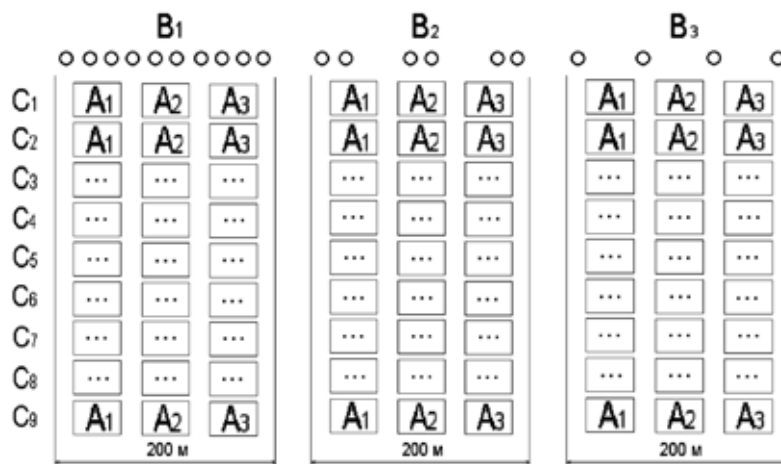 B1 B2 B3
C1 A1 A2 A3 A1 A2 A3 A1 A2 A3
C2 A1 A2 A3 A1 A2 A3 A1 A2 A3
C3 ... ... ... ... ... ... ... ... ...
C4 ... ... ... ... ... ... ... ... ...
C5 ... ... ... ... ... ... ... ... ...
C6 ... ... ... ... ... ... ... ... ...
C7 ... ... ... ... ... ... ... ... ...
C8 ... ... ... ... ... ... ... ... ...
C9 A1 A2 A3 A1 A2 A3 A1 A2 A3
200 м 200 м 200 м